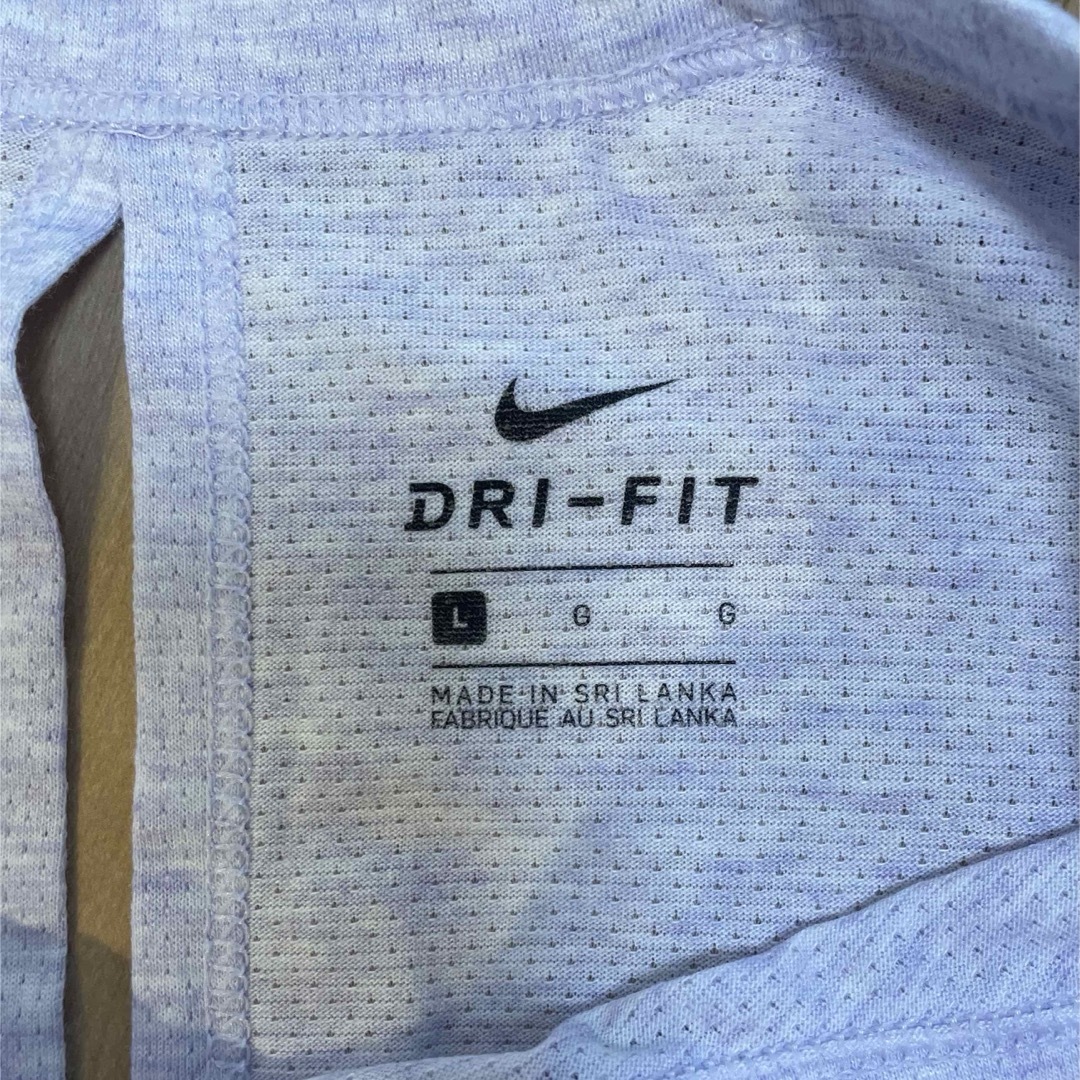 DRI-FIT
L G G
MADE IN SRI LANKA
FABRIQUE AU SRI LANKA